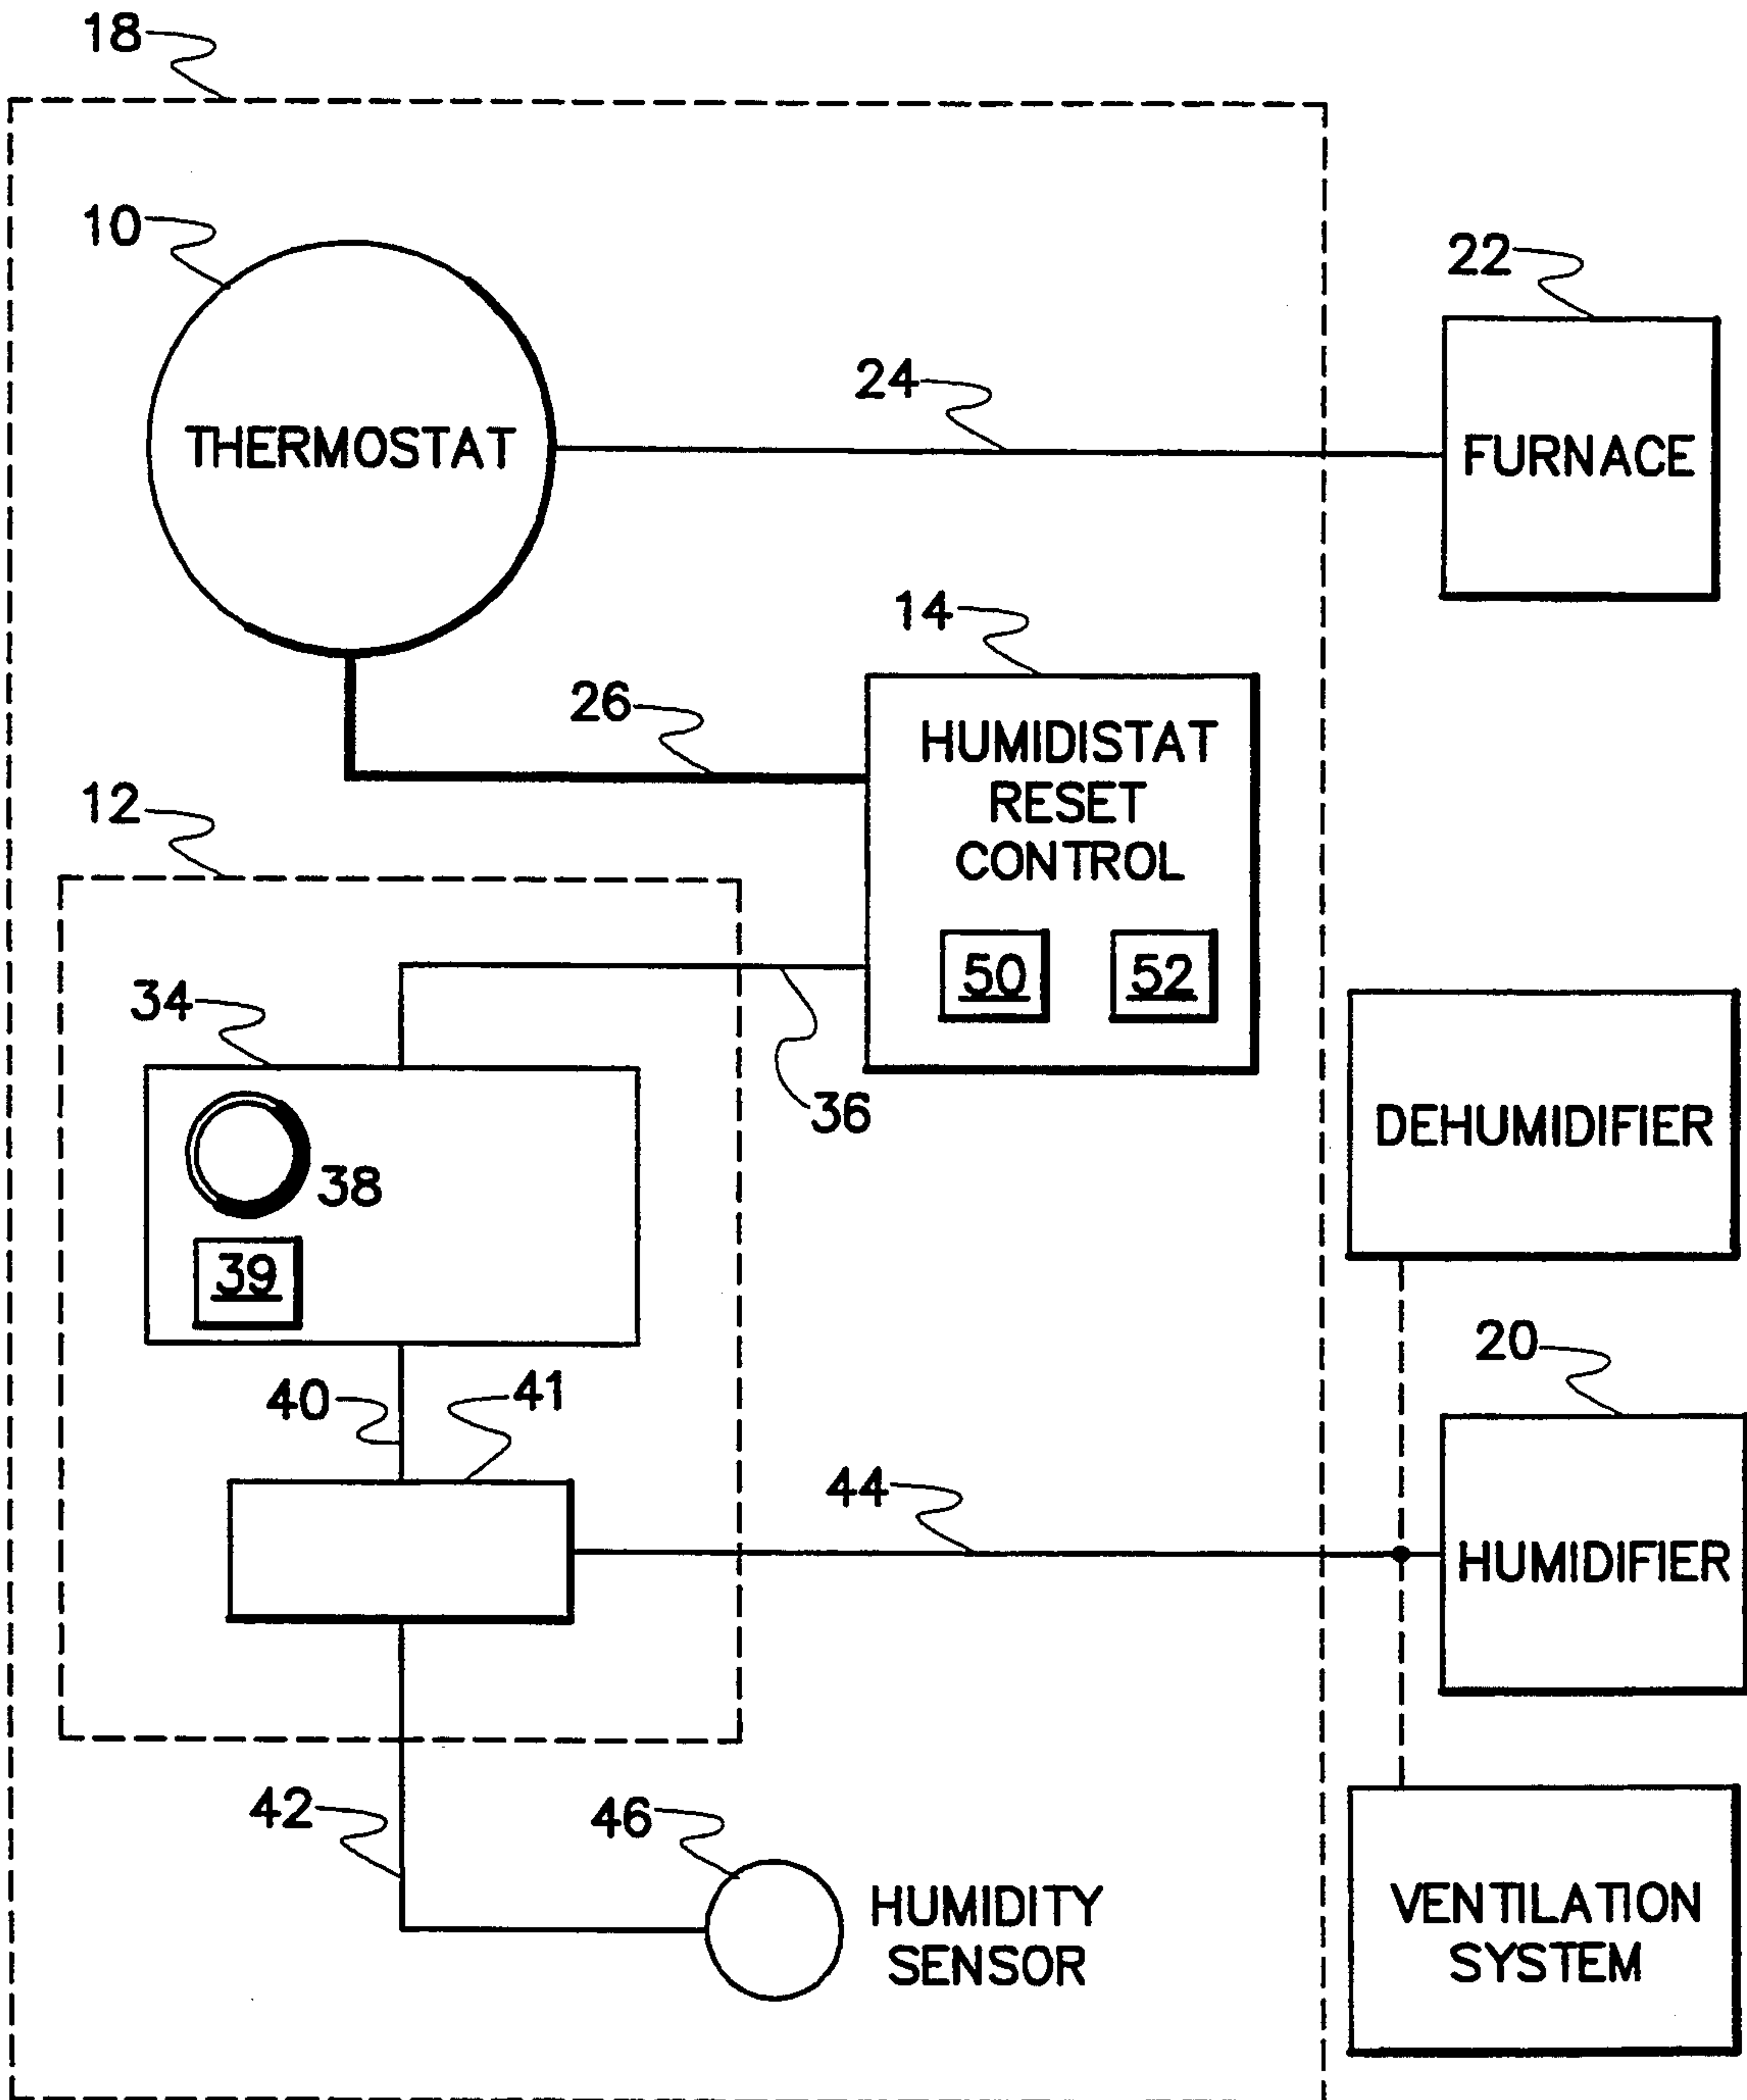 18
10
22
24
THERMOSTAT
FURNACE
14
26
HUMIDISTAT
RESET
CONTROL
12
50
52
34
36
DEHUMIDIFIER
38
39
20
40
41
44
HUMIDIFIER
42
46
HUMIDITY
SENSOR
VENTILATION
SYSTEM